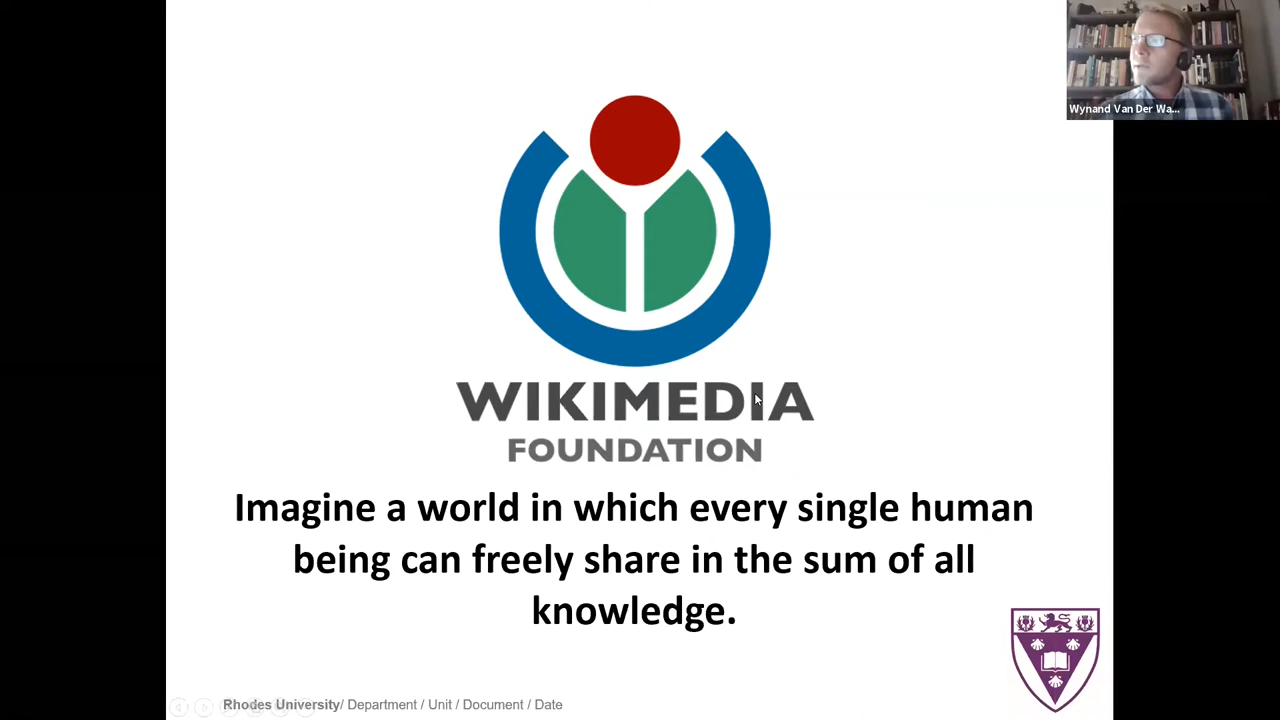 Wynand Van Der Wa...
WIKIMEDIA
FOUNDATION
Imagine a world in which every single human
being can freely share in the sum of all
knowledge.
Rhodes University/ Department / Unit / Document / Date